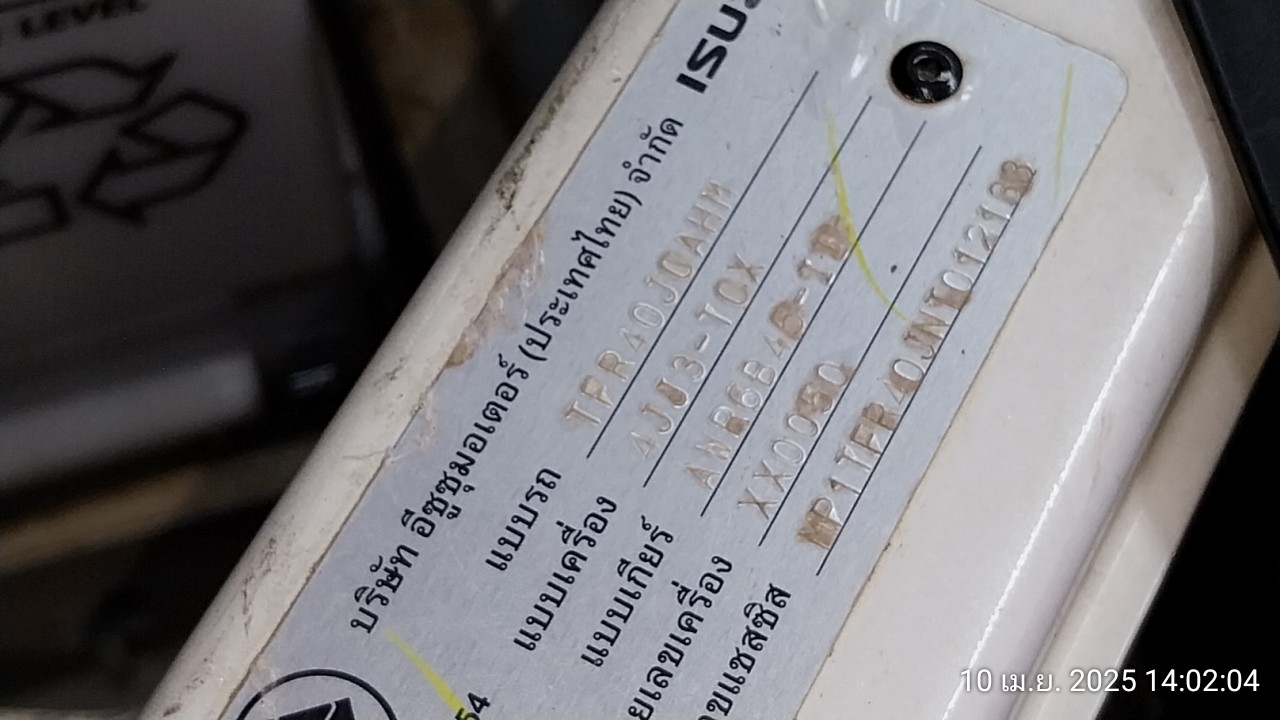 LEVEL
ISUZ
บริษัท อีซูซุมอเตอร์ (ประเทศไทย) จำกัด
แบบรถ TFR40J0AHM
แบบเครื่อง 4JJ3-TCX
แบบเกียร์
ยเลขเครื่อง XX0050
ขแชสซิส MP1TFR40JNT012183
54
10 เม.ย. 2025 14:02:04